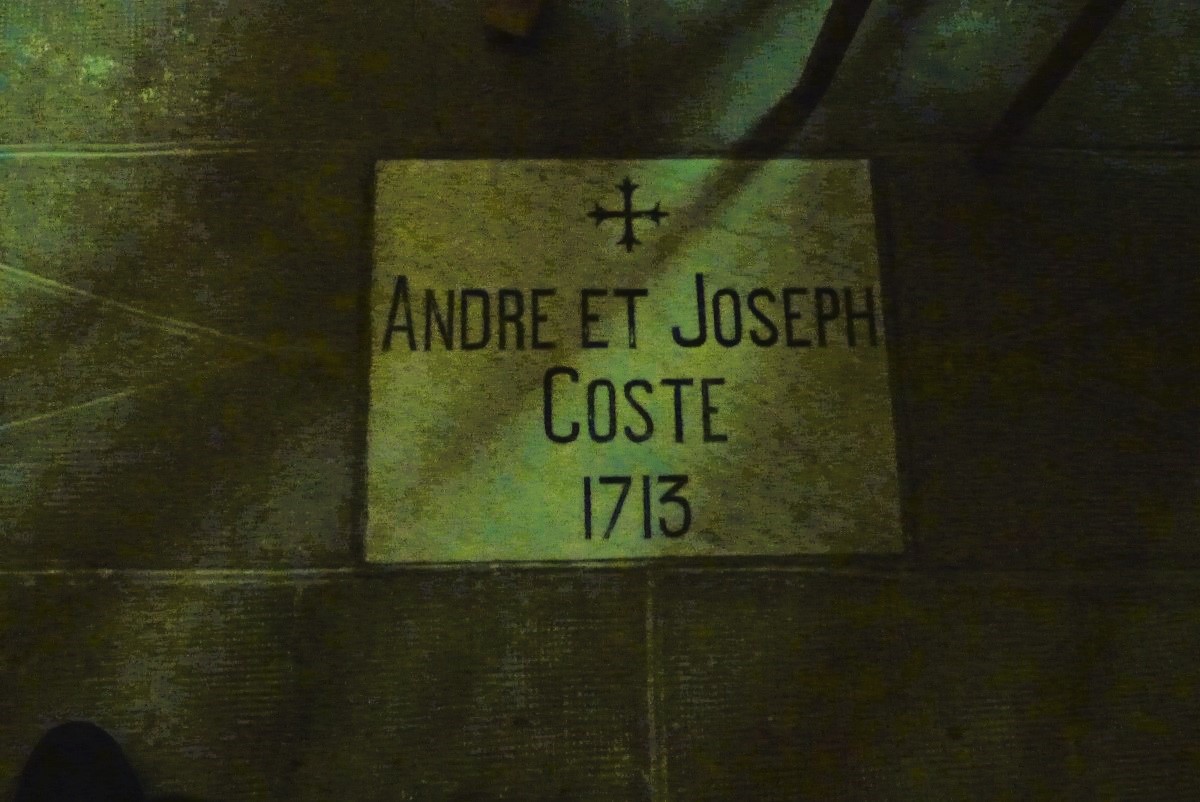 ANDRE ET JOSEPH
COSTE
1713